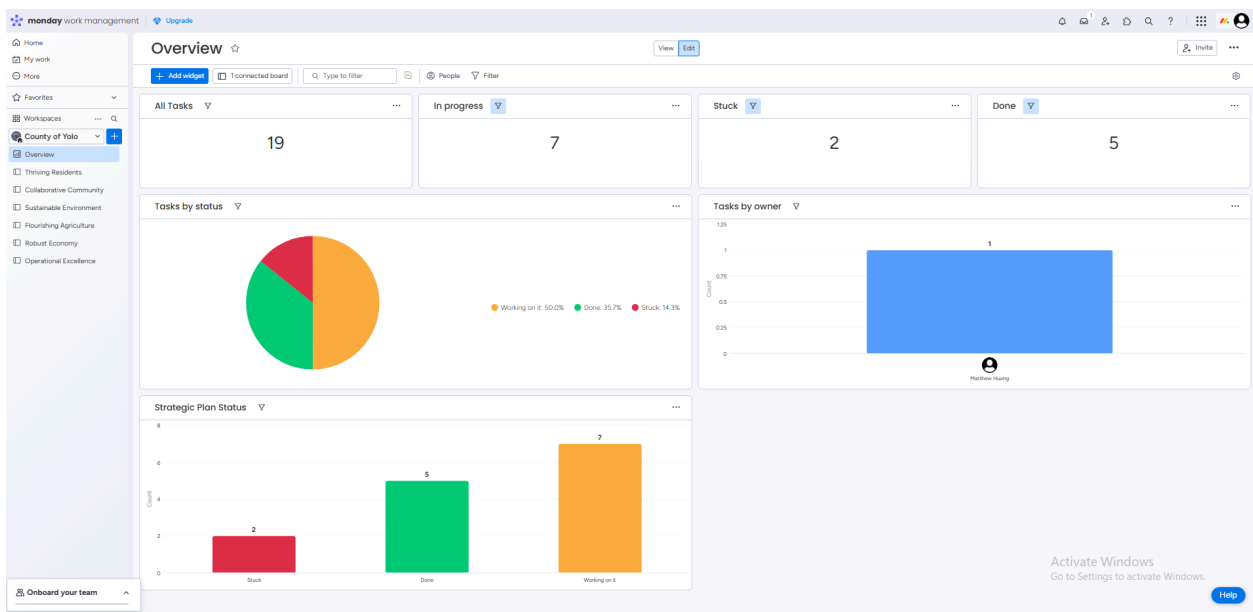 monday work management
Upgrade
1
?
Home
My work
More
Favorites
Workspaces
County of Yolo
Overview
Thriving Residents
Collaborative Community
Sustainable Environment
Flourishing Agriculture
Robust Economy
Operational Excellence
Onboard your team
Overview
View Edit
Invite
+ Add widget
1 connected board
Type to filter
People
Filter
All Tasks
19
In progress
7
Stuck
2
Done
5
Tasks by status
Working on it: 50.0% Done: 35.7% Stuck: 14.3%
Tasks by owner
1.25
1
0.75
0.5
0.25
0
Count
1
Matthew Huang
Strategic Plan Status
8
6
4
2
0
Count
2
5
7
Stuck
Done
Working on it
Activate Windows
Go to Settings to activate Windows.
Help